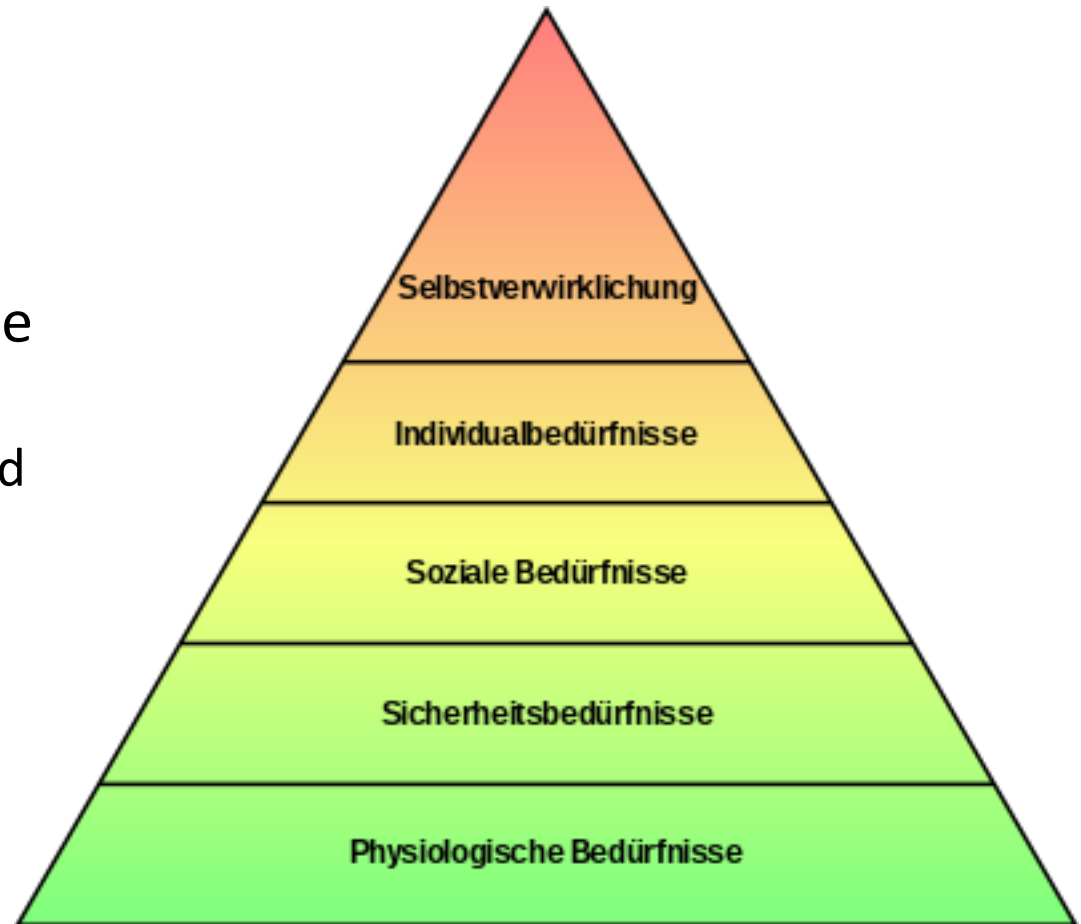 Selbstverwirklichung
e
Individualbedürfnisse
d
Soziale Bedürfnisse
Sicherheitsbedürfnisse
Physiologische Bedürfnisse